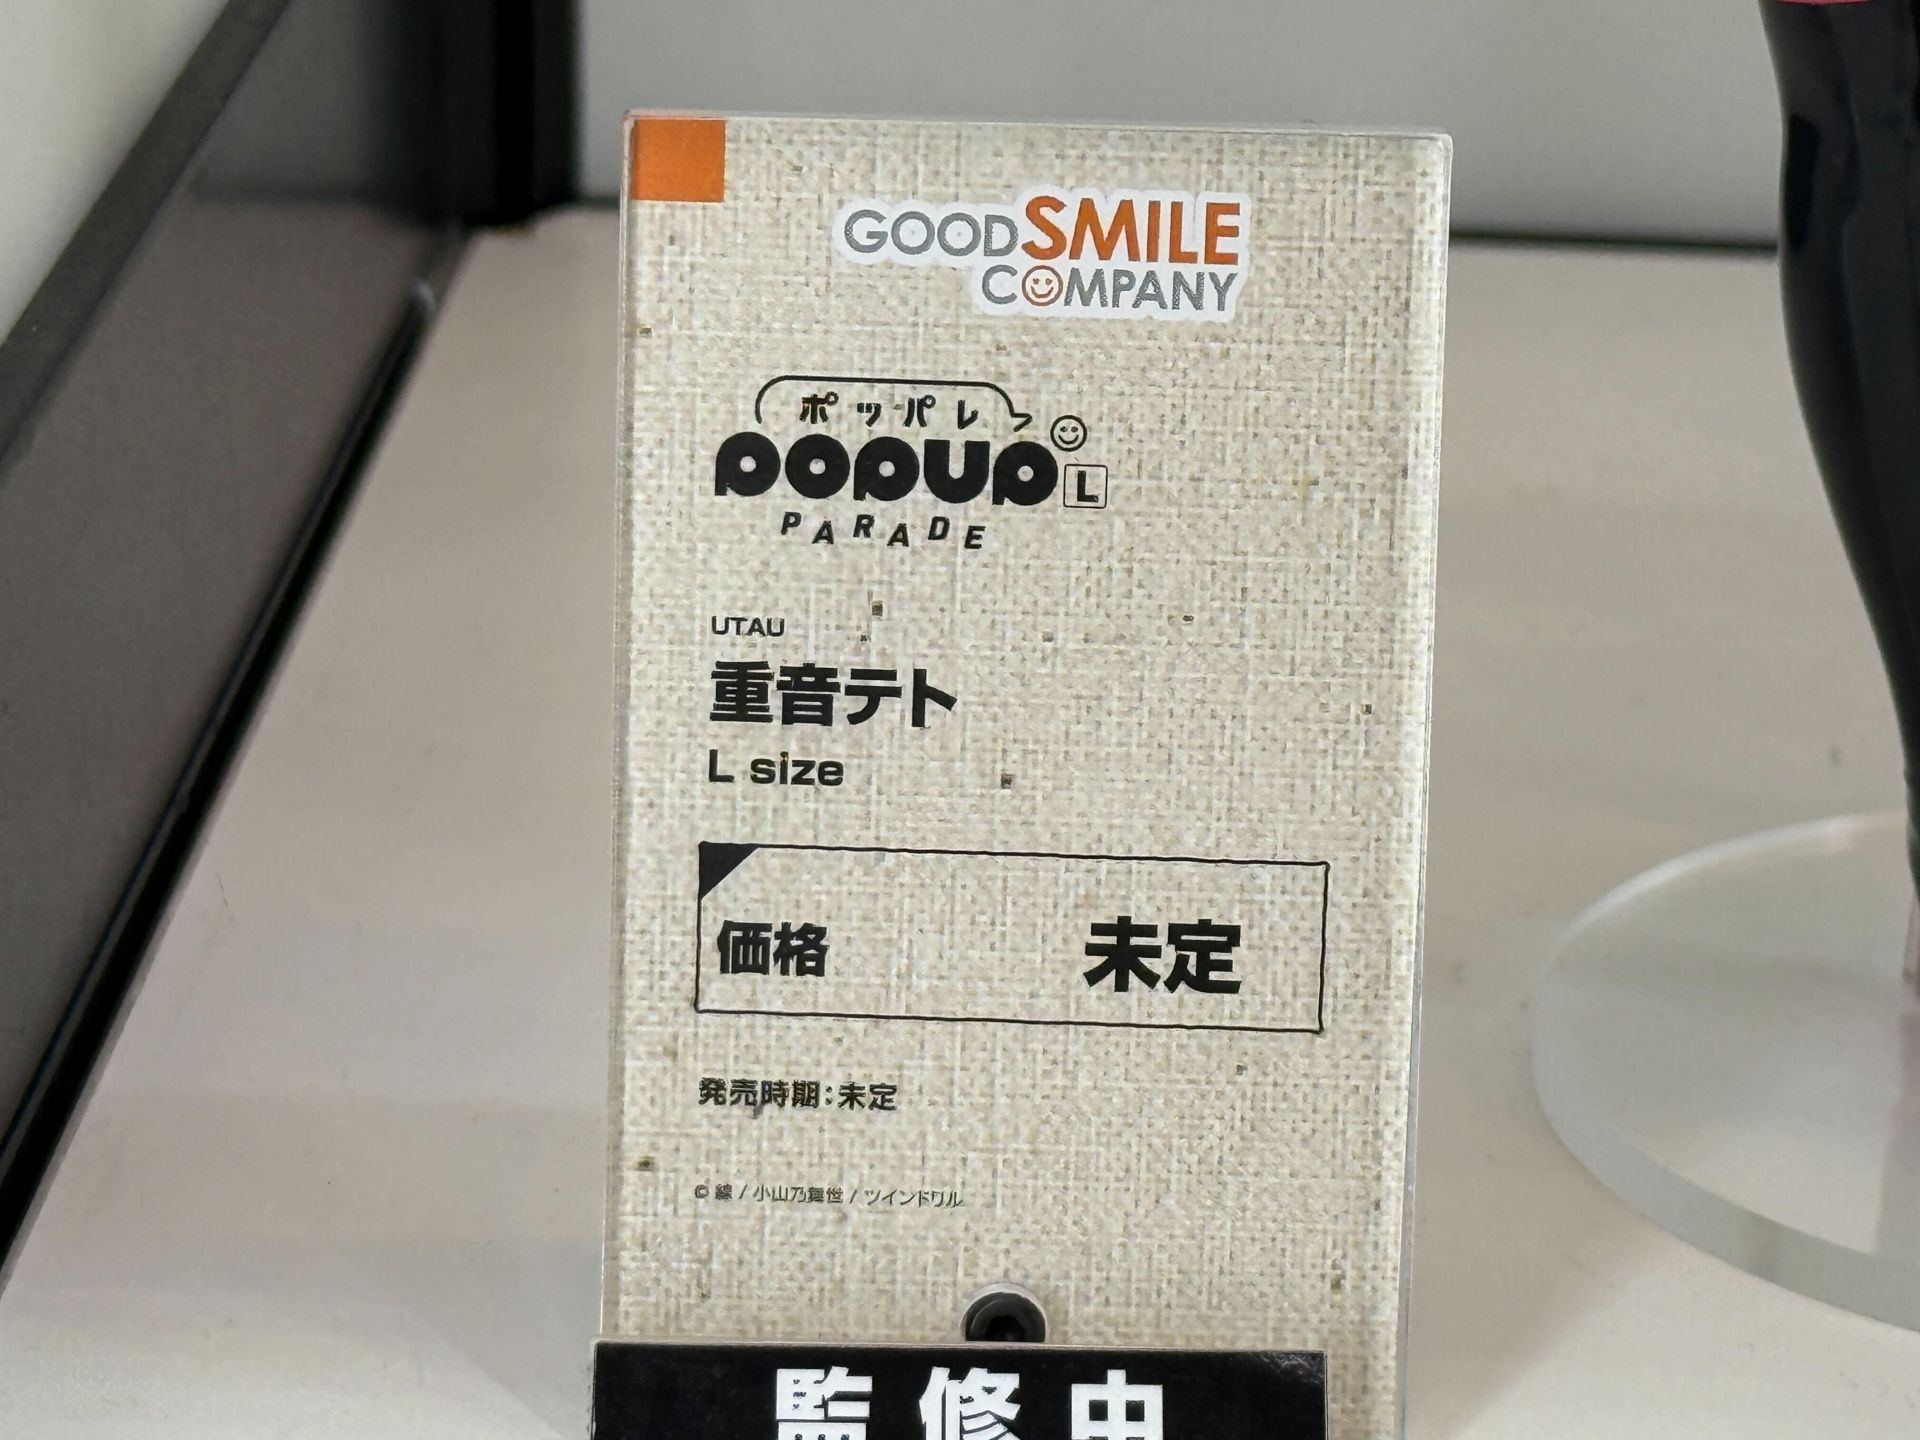 GOODSMILE
COMPANY
ポッパレ
POPUP L
PARADE
UTAU
重音テト
L size
価格 未定
発売時期：未定
© 線 / 小山乃舞世 / ツインドリル
監修中